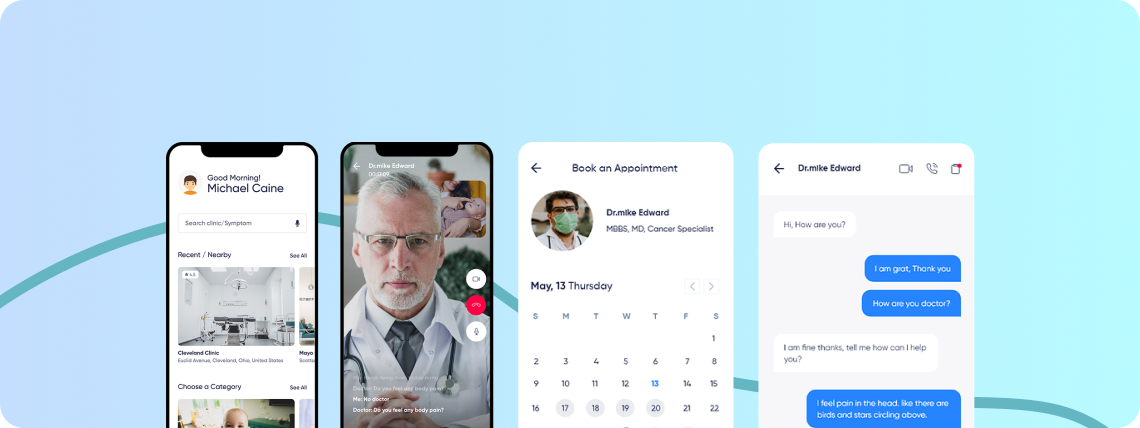 Good Morning!
Michael Caine
Search clinic/Symptom
Recent / Nearby
See All
4.5
Cleveland Clinic
Euclid Avenue, Cleveland, Ohio, United States
Mayo
Choose a Category
See All
Dr.mike Edward
Doctor: Do you feel any body pain?
Me: No doctor
Doctor: Do you feel any body pain?
Book an Appointment
Dr.mike Edward
MBBS, MD, Cancer Specialist
May, 13 Thursday
S M T W T F S
1
2 3 4 5 6 7 8
9 10 11 12 13 14 15
16 17 18 19 20 21 22
Dr.mike Edward
Hi, How are you?
I am grat, Thank you
How are you doctor?
I am fine thanks, tell me how can I help
you?
I feel pain in the head. like there are
birds and stars circling above.